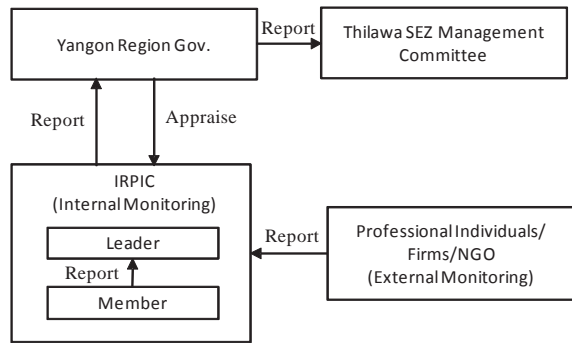 Yangon Region Gov.
Report
Thilawa SEZ Management
Committee
Report
Appraise
IRPIC
(Internal Monitoring)
Leader
Report
Member
Report
Professional Individuals/
Firms/NGO
(External Monitoring)